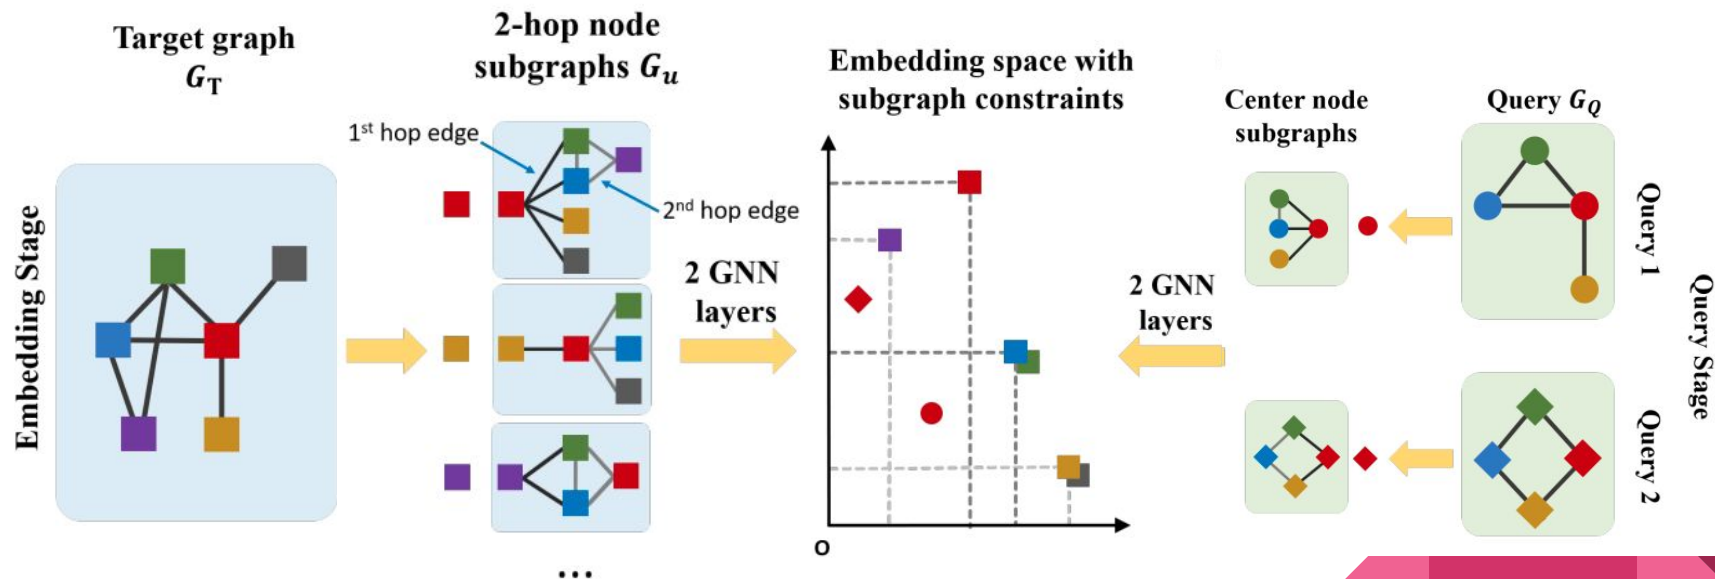 Target graph
G_T
2-hop node
subgraphs G_u
Embedding space with
subgraph constraints
Center node
subgraphs
Query G_Q
1st hop edge
2nd hop edge
Embedding Stage
2 GNN
layers
2 GNN
layers
Query 1
Query 2
Query Stage
O
...